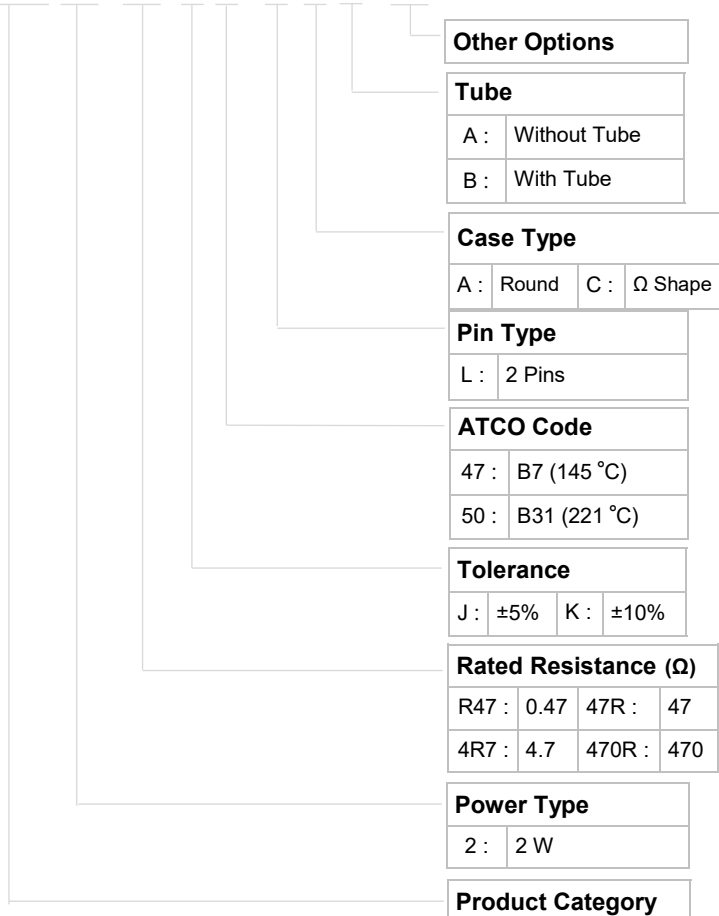 Other Options
Tube
A : Without Tube
B : With Tube
Case Type
A : Round C : Ω Shape
Pin Type
L : 2 Pins
ATCO Code
47 : B7 (145 °C)
50 : B31 (221 °C)
Tolerance
J : ±5% K : ±10%
Rated Resistance (Ω)
R47 : 0.47 47R : 47
4R7 : 4.7 470R : 470
Power Type
2 : 2 W
Product Category